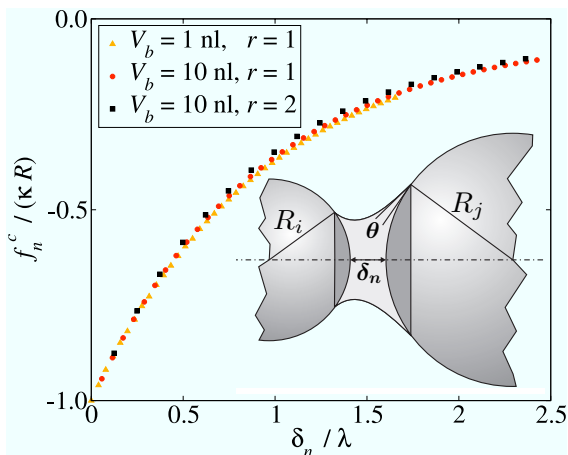 0.0
V_b = 1 nl, r = 1
V_b = 10 nl, r = 1
V_b = 10 nl, r = 2
f_n^c / (κ R)
-0.5
R_i
R_j
θ
δ_n
-1.0
0 0.5 1 1.5 2 2.5
δ_n / λ